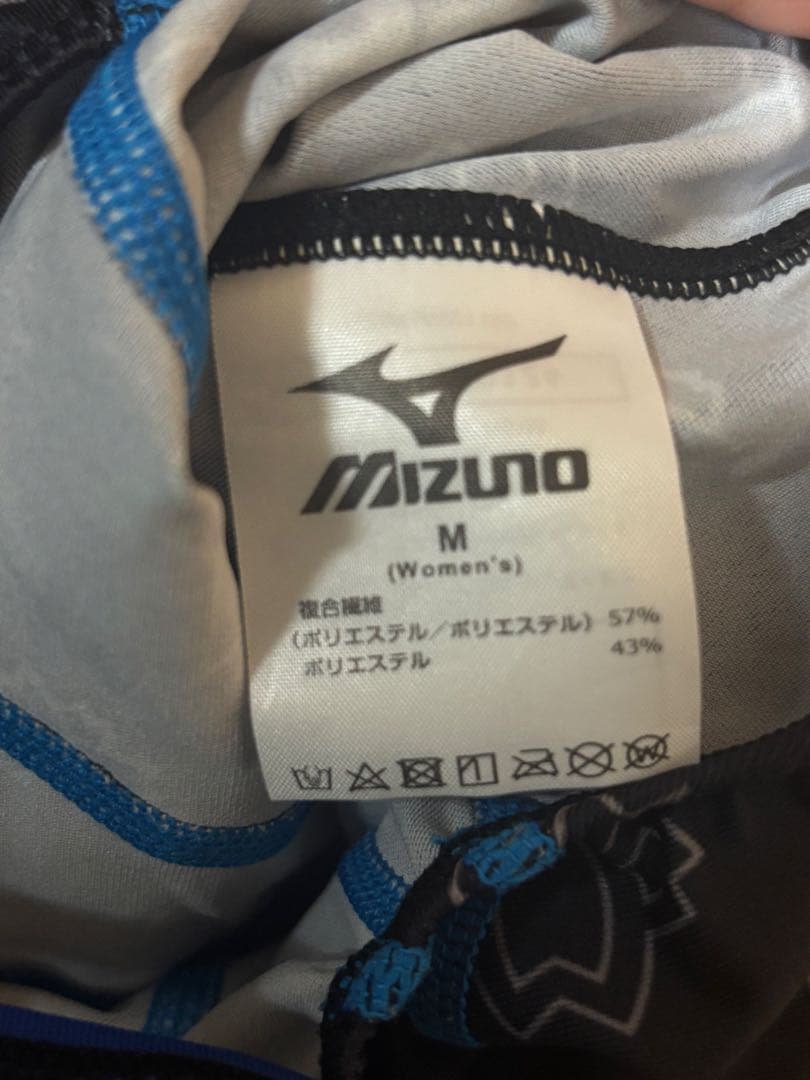 MIZUNO
M
(Women's)
複合繊維
(ポリエステル/ポリエステル) 57%
ポリエステル 43%